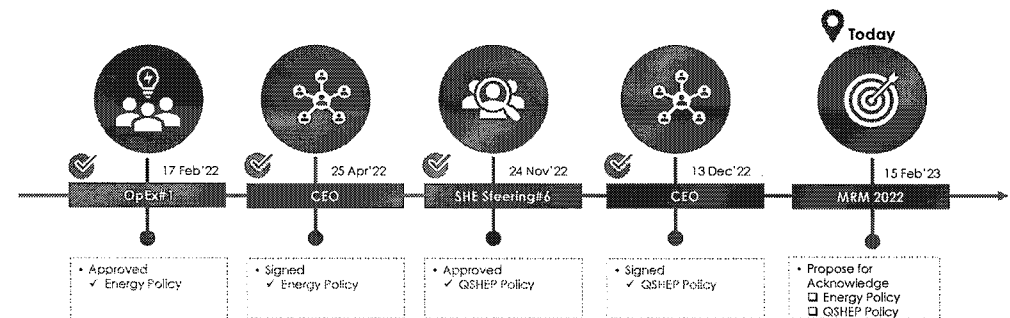 Today
17 Feb'22
25 Apr'22
24 Nov'22
13 Dec'22
15 Feb'23
OpEx#1
CEO
SHE Steering#6
CEO
MRM 2022
• Approved
✓ Energy Policy
• Signed
✓ Energy Policy
• Approved
✓ QSHEP Policy
• Signed
✓ QSHEP Policy
• Propose for
Acknowledge
❑ Energy Policy
❑ QSHEP Policy